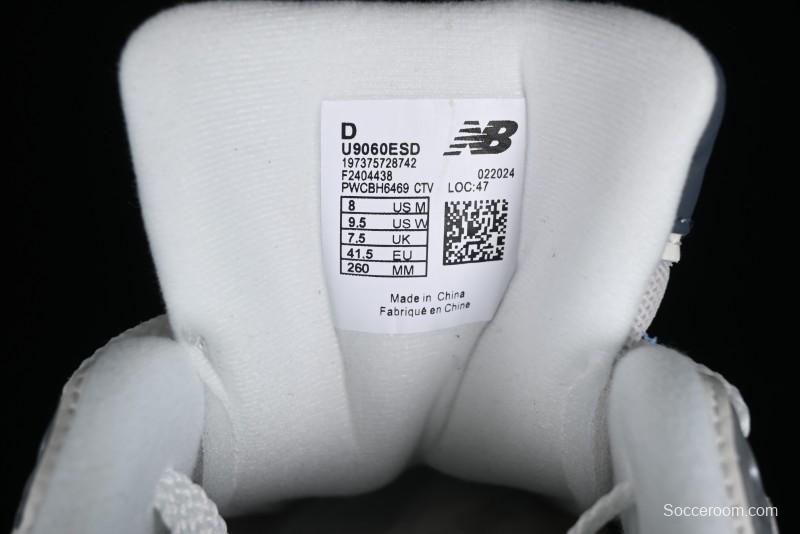 D
NB
U9060ESD
197375728742
F2404438 022024
PWCBH6469 CTV LOC:47
8 US M
9.5 US W
7.5 UK
41.5 EU
260 MM
Made in China
Fabriqué en Chine
Socceroom.com